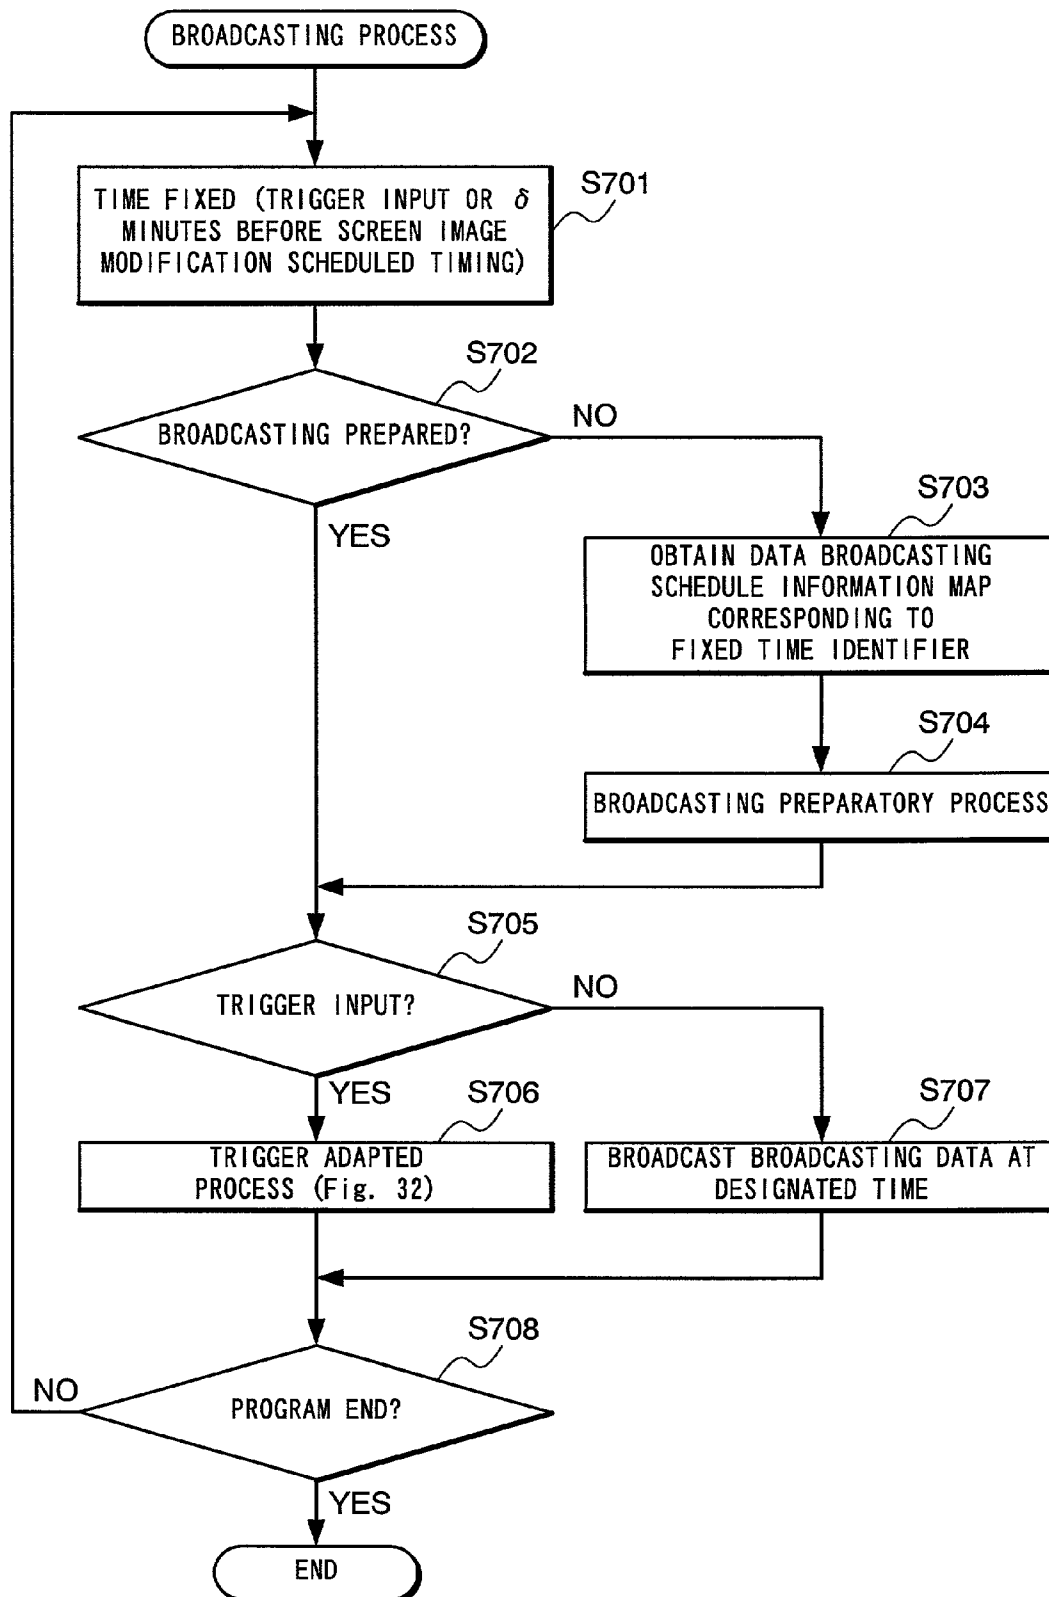 BROADCASTING PROCESS
S701
TIME FIXED (TRIGGER INPUT OR δ
MINUTES BEFORE SCREEN IMAGE
MODIFICATION SCHEDULED TIMING)
S702
BROADCASTING PREPARED?
NO
YES
S703
OBTAIN DATA BROADCASTING
SCHEDULE INFORMATION MAP
CORRESPONDING TO
FIXED TIME IDENTIFIER
S704
BROADCASTING PREPARATORY PROCESS
S705
TRIGGER INPUT?
NO
YES
S706
TRIGGER ADAPTED
PROCESS (Fig. 32)
S707
BROADCAST BROADCASTING DATA AT
DESIGNATED TIME
S708
NO
PROGRAM END?
YES
END